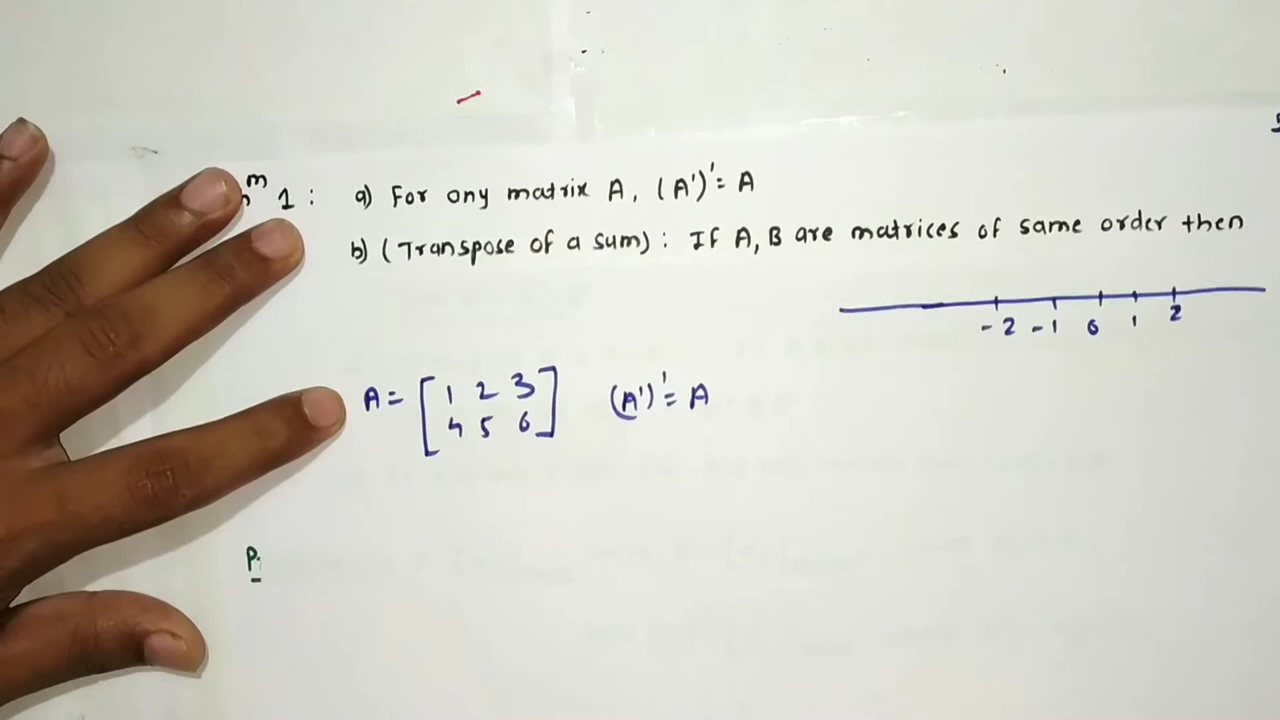 m 1 : a) For any matrix A, (A')' = A
b) (Transpose of a sum) : If A, B are matrices of same order then
-2 -1 0 1 2
A = [ 1 2 3 (A')' = A
4 5 6 ]
P.